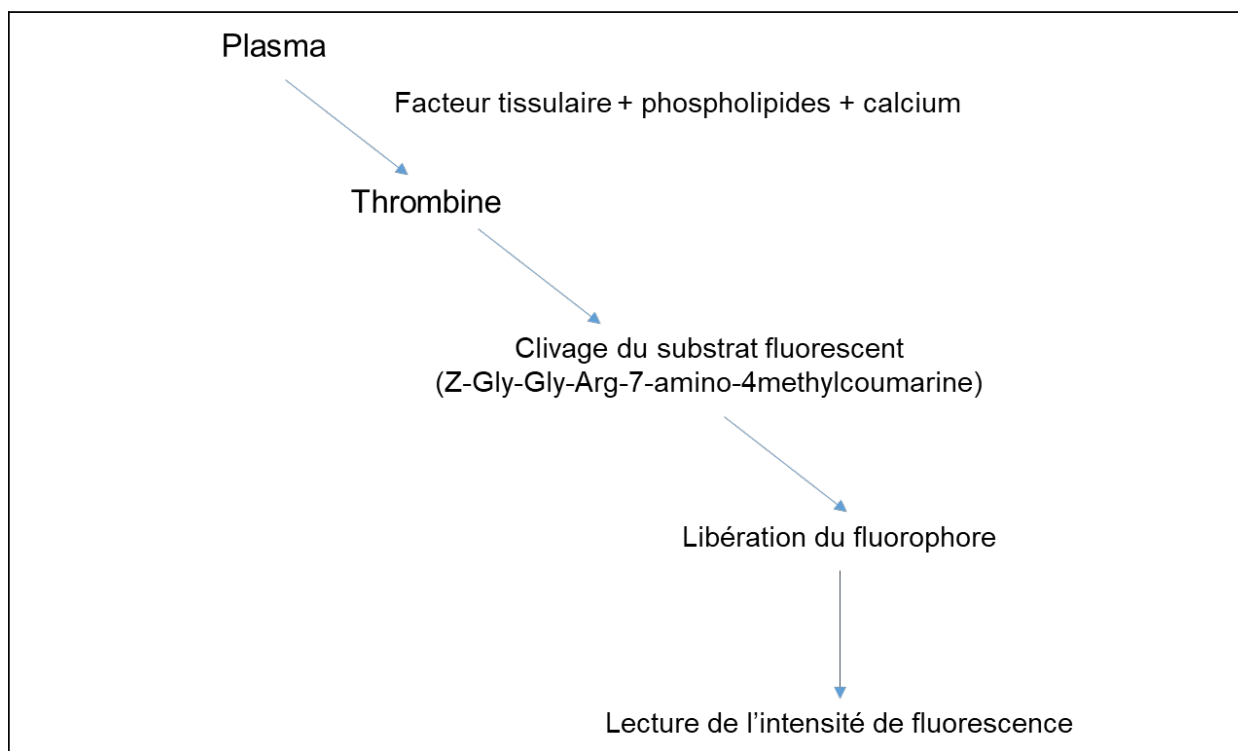 Plasma
Facteur tissulaire + phospholipides + calcium
Thrombine
Clivage du substrat fluorescent
(Z-Gly-Gly-Arg-7-amino-4methylcoumarine)
Libération du fluorophore
Lecture de l’intensité de fluorescence